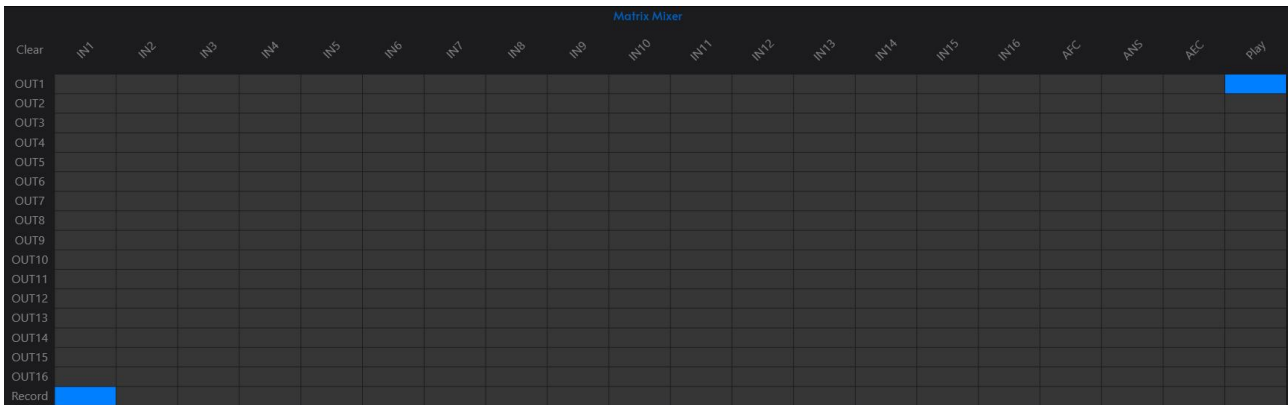 Matrix Mixer
Clear IN1 IN2 IN3 IN4 IN5 IN6 IN7 IN8 IN9 IN10 IN11 IN12 IN13 IN14 IN15 IN16 AFC ANS AEC Play
OUT1
OUT2
OUT3
OUT4
OUT5
OUT6
OUT7
OUT8
OUT9
OUT10
OUT11
OUT12
OUT13
OUT14
OUT15
OUT16
Record